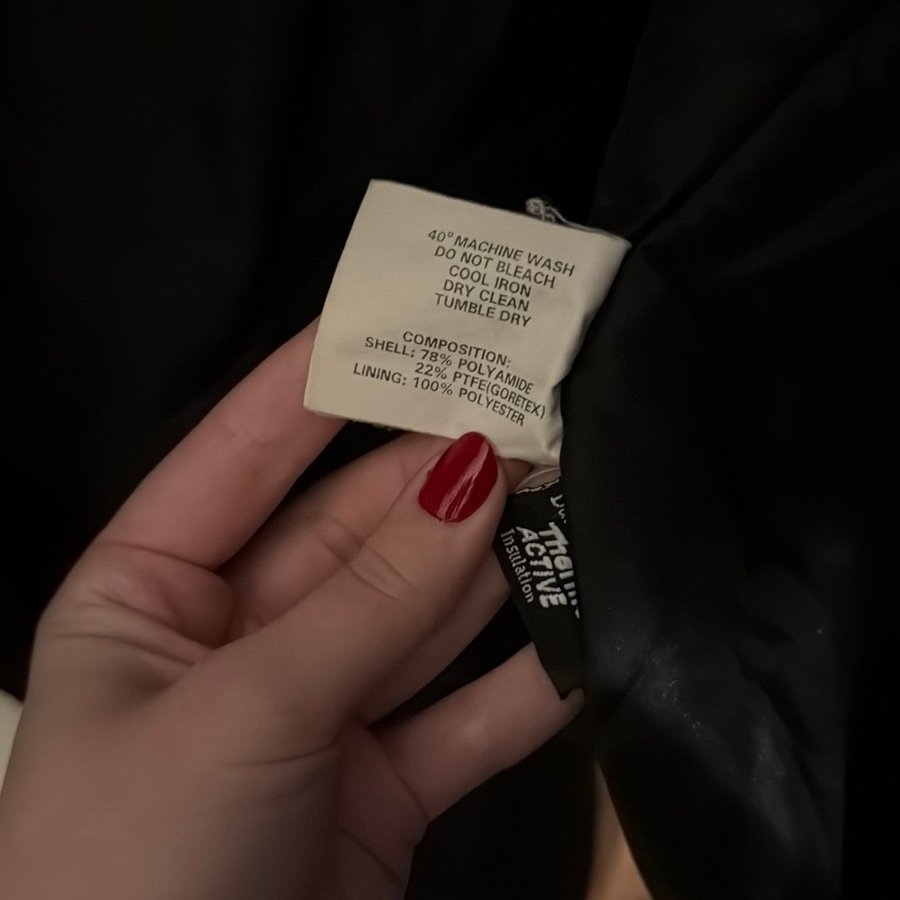 40° MACHINE WASH
DO NOT BLEACH
COOL IRON
DRY CLEAN
TUMBLE DRY
COMPOSITION:
SHELL: 78% POLYAMIDE
22% PTFE(GORETEX)
LINING: 100% POLYESTER
ACTIVE
Insulation